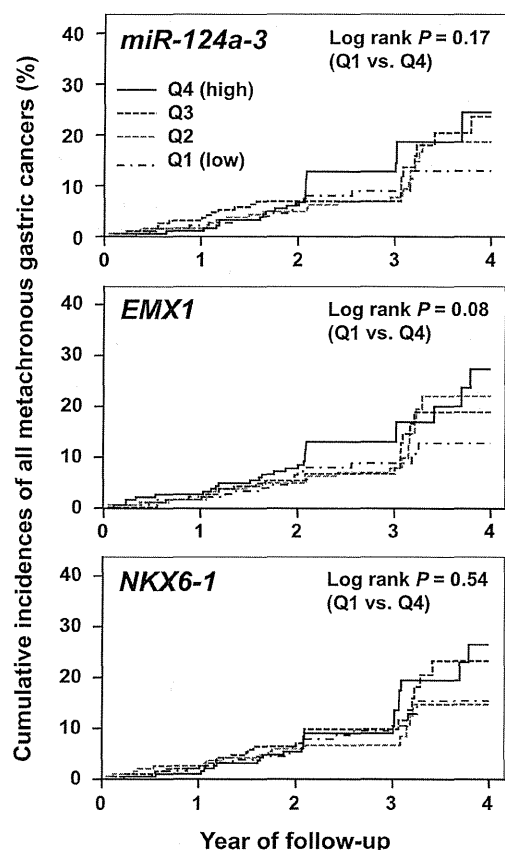 Cumulative incidences of all metachronous gastric cancers (%)
miR-124a-3
Log rank P = 0.17
(Q1 vs. Q4)
Q4 (high)
Q3
Q2
Q1 (low)
40
30
20
10
0
0 1 2 3 4
EMX1
Log rank P = 0.08
(Q1 vs. Q4)
40
30
20
10
0
0 1 2 3 4
NKX6-1
Log rank P = 0.54
(Q1 vs. Q4)
40
30
20
10
0
0 1 2 3 4
Year of follow-up